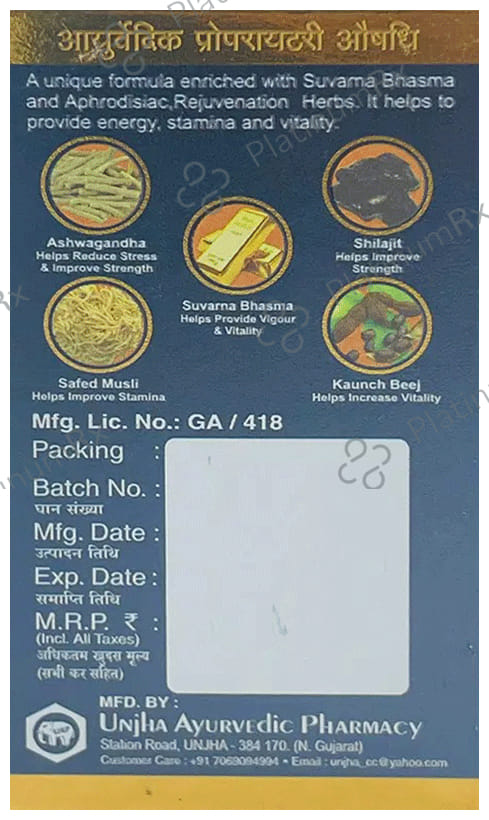 आयुर्वेदिक प्रोपरायटरी औषधि
A unique formula enriched with Suvarna Bhasma
and Aphrodisiac,Rejuvenation Herbs. It helps to
provide energy, stamina and vitality.
Ashwagandha
Helps Reduce Stress
& Improve Strength
Shilajit
Helps Improve
Strength
Suvarna Bhasma
Helps Provide Vigour
& Vitality
Safed Musli
Helps Improve Stamina
Kaunch Beej
Helps Increase Vitality
Mfg. Lic. No.: GA / 418
Packing :
Batch No. :
घान संख्या
Mfg. Date :
उत्पादन तिथि
Exp. Date :
समाप्ति तिथि
M.R.P. ₹ :
(Incl. All Taxes)
अधिकतम खुदरा मूल्य
(सभी कर सहित)
MFD. BY :
UNJHA AYURVEDIC PHARMACY
Station Road, UNJHA - 384 170. (N. Gujarat)
Customer Care : +91 7069094994 • Email : unjha_cc@yahoo.com
PlatinumRx